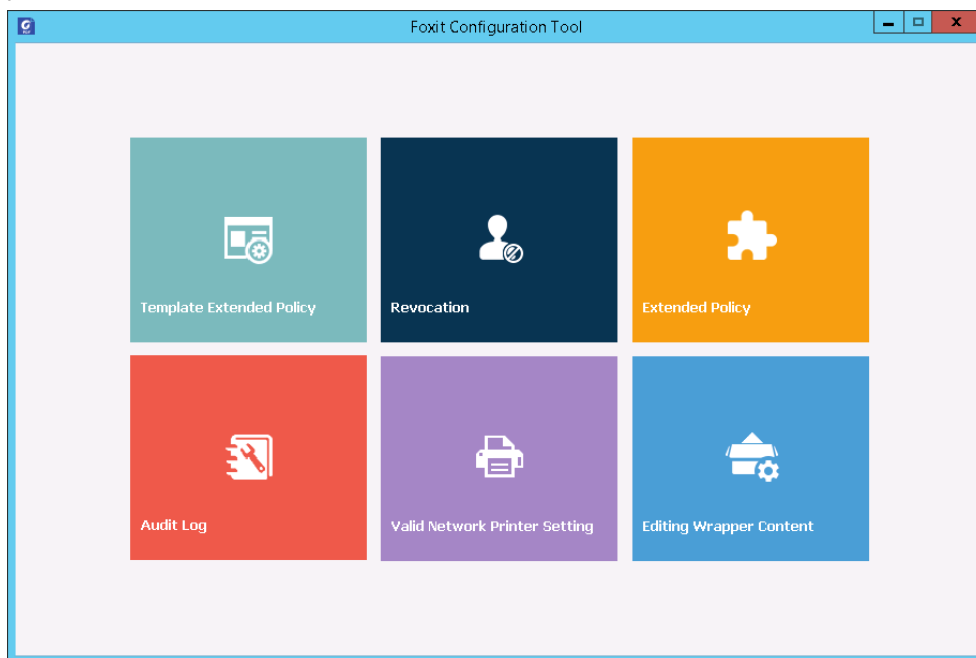 Foxit Configuration Tool
Template Extended Policy
Revocation
Extended Policy
Audit Log
Valid Network Printer Setting
Editing Wrapper Content